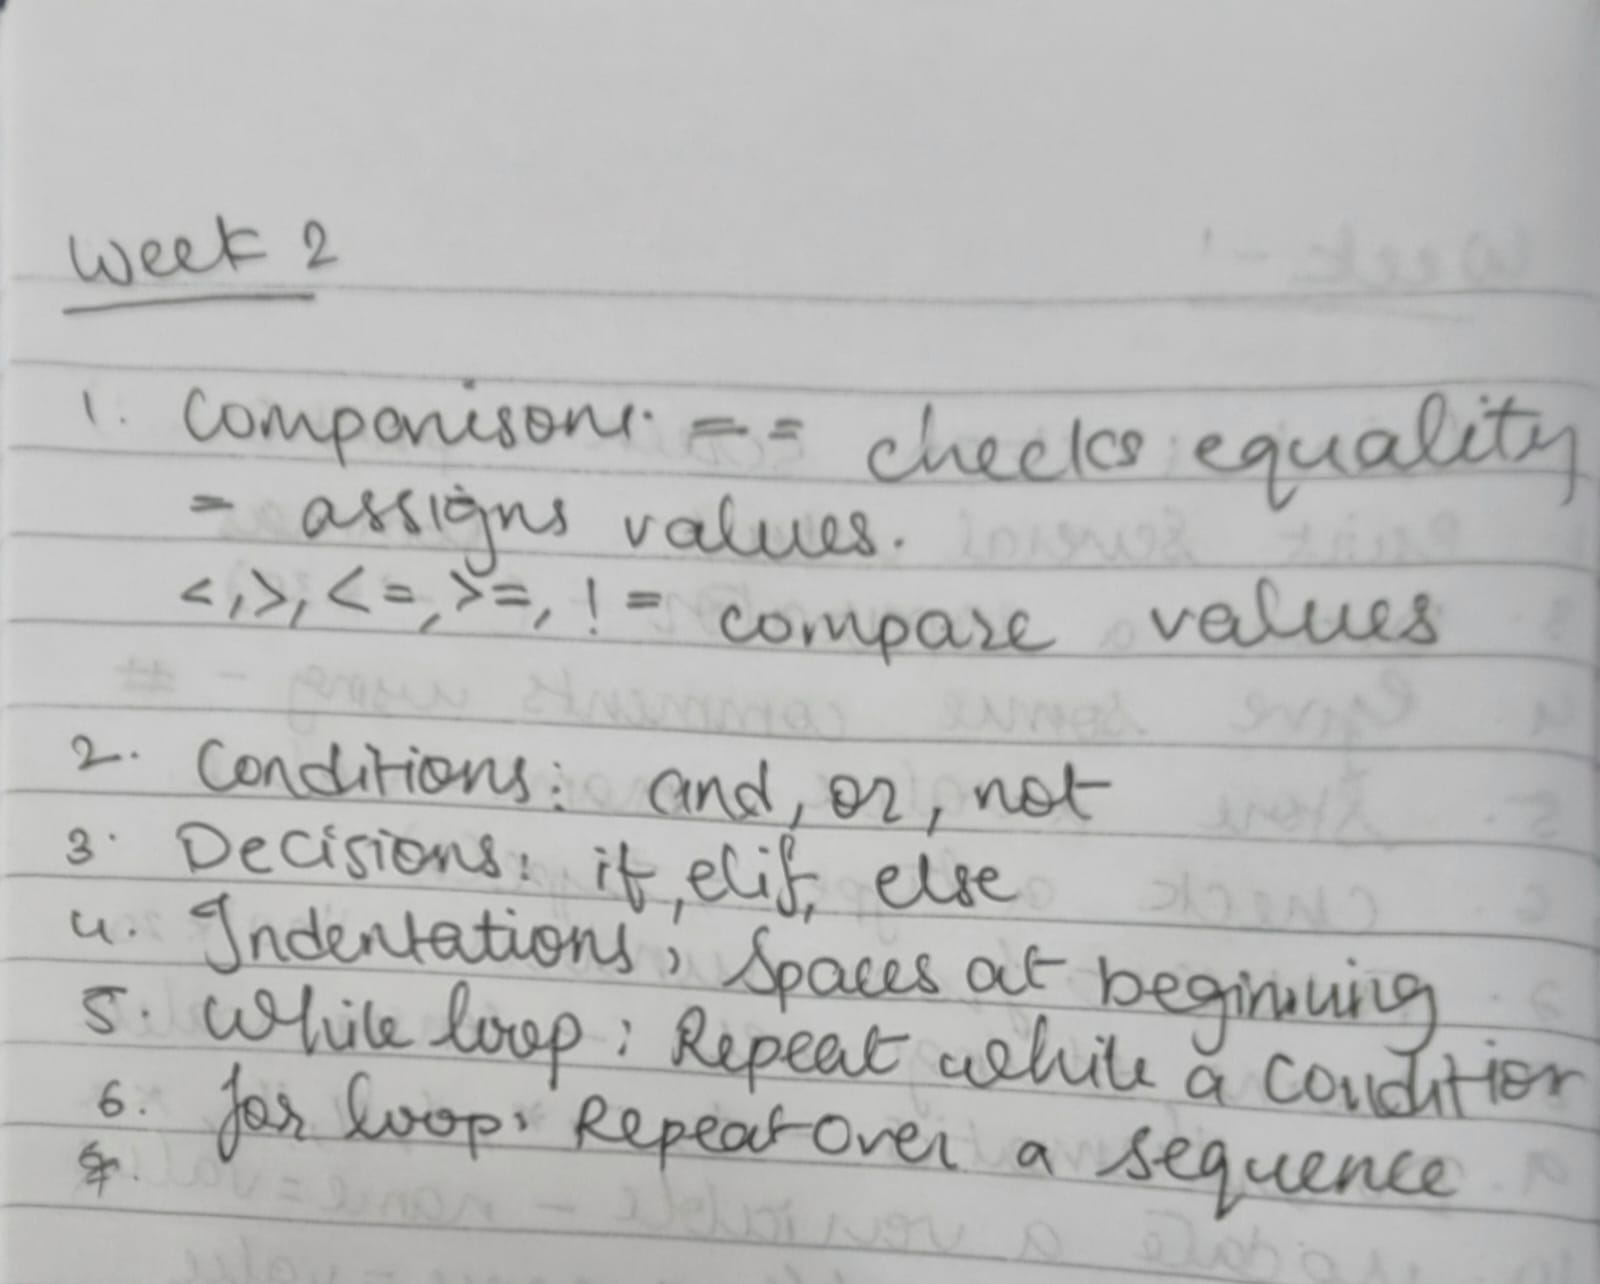 Week 2
1. Comparisons: == checks equality
= assigns values.
<,>,<=,>=, != compare values
2. Conditions: and, or, not
3. Decisions: if, elif, else
4. Indentations; Spaces at beginning
5. While loop: Repeat while a condition
6. for loop: Repeat over a sequence